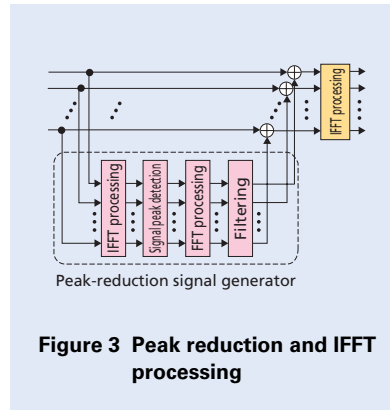 IFFT processing
IFFT processing
Signal peak detection
FFT processing
Filtering
Peak-reduction signal generator
Figure 3 Peak reduction and IFFT
processing